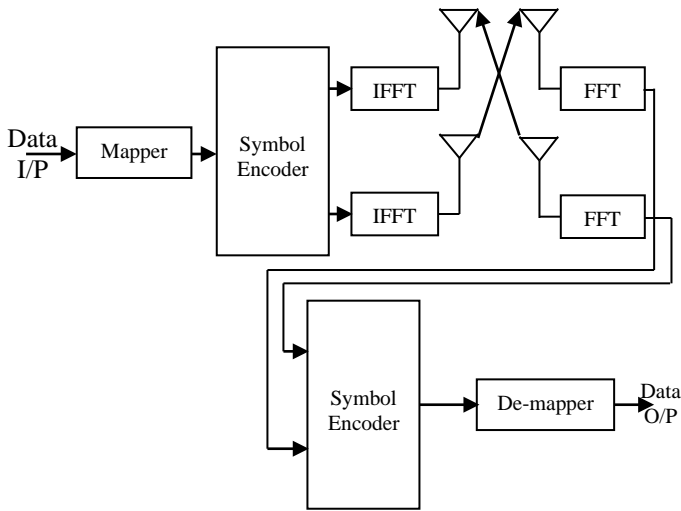 Data
I/P
Mapper
Symbol
Encoder
IFFT
IFFT
FFT
FFT
Symbol
Encoder
De-mapper
Data
O/P